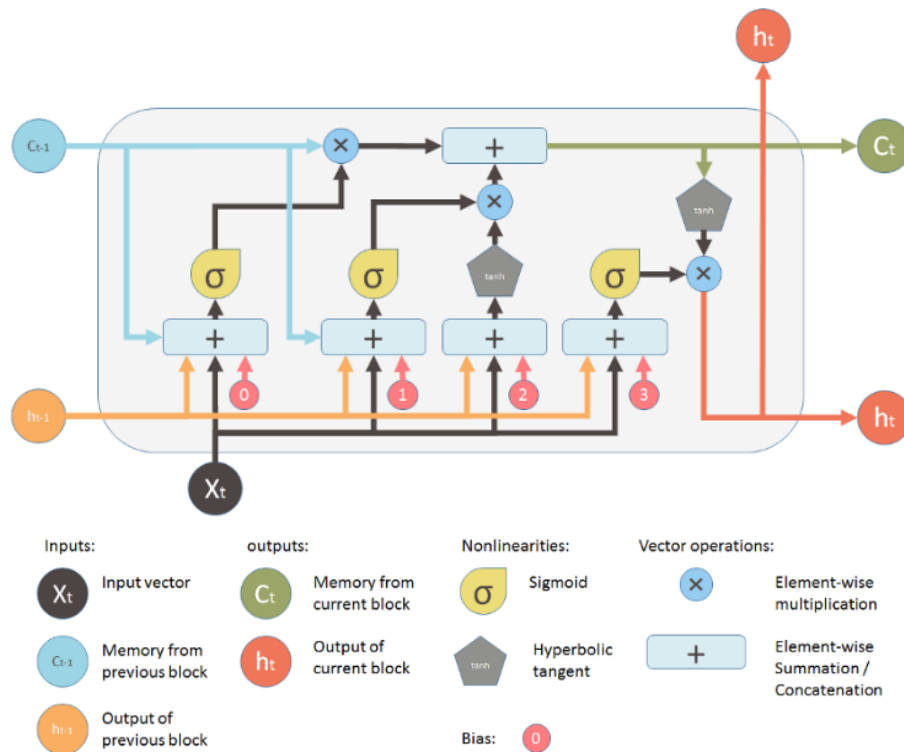 hₜ
Cₜ₋₁
×
+
Cₜ
tanh
×
σ
σ
tanh
σ
×
+
+
+
+
0
1
2
3
hₜ₋₁
hₜ
Xₜ
Inputs:
outputs:
Nonlinearities:
Vector operations:
Xₜ
Input vector
Cₜ
Memory from
current block
σ
Sigmoid
×
Element-wise
multiplication
Cₜ₋₁
Memory from
previous block
hₜ
Output of
current block
tanh
Hyperbolic
tangent
+
Element-wise
Summation /
Concatenation
hₜ₋₁
Output of
previous block
Bias:
0